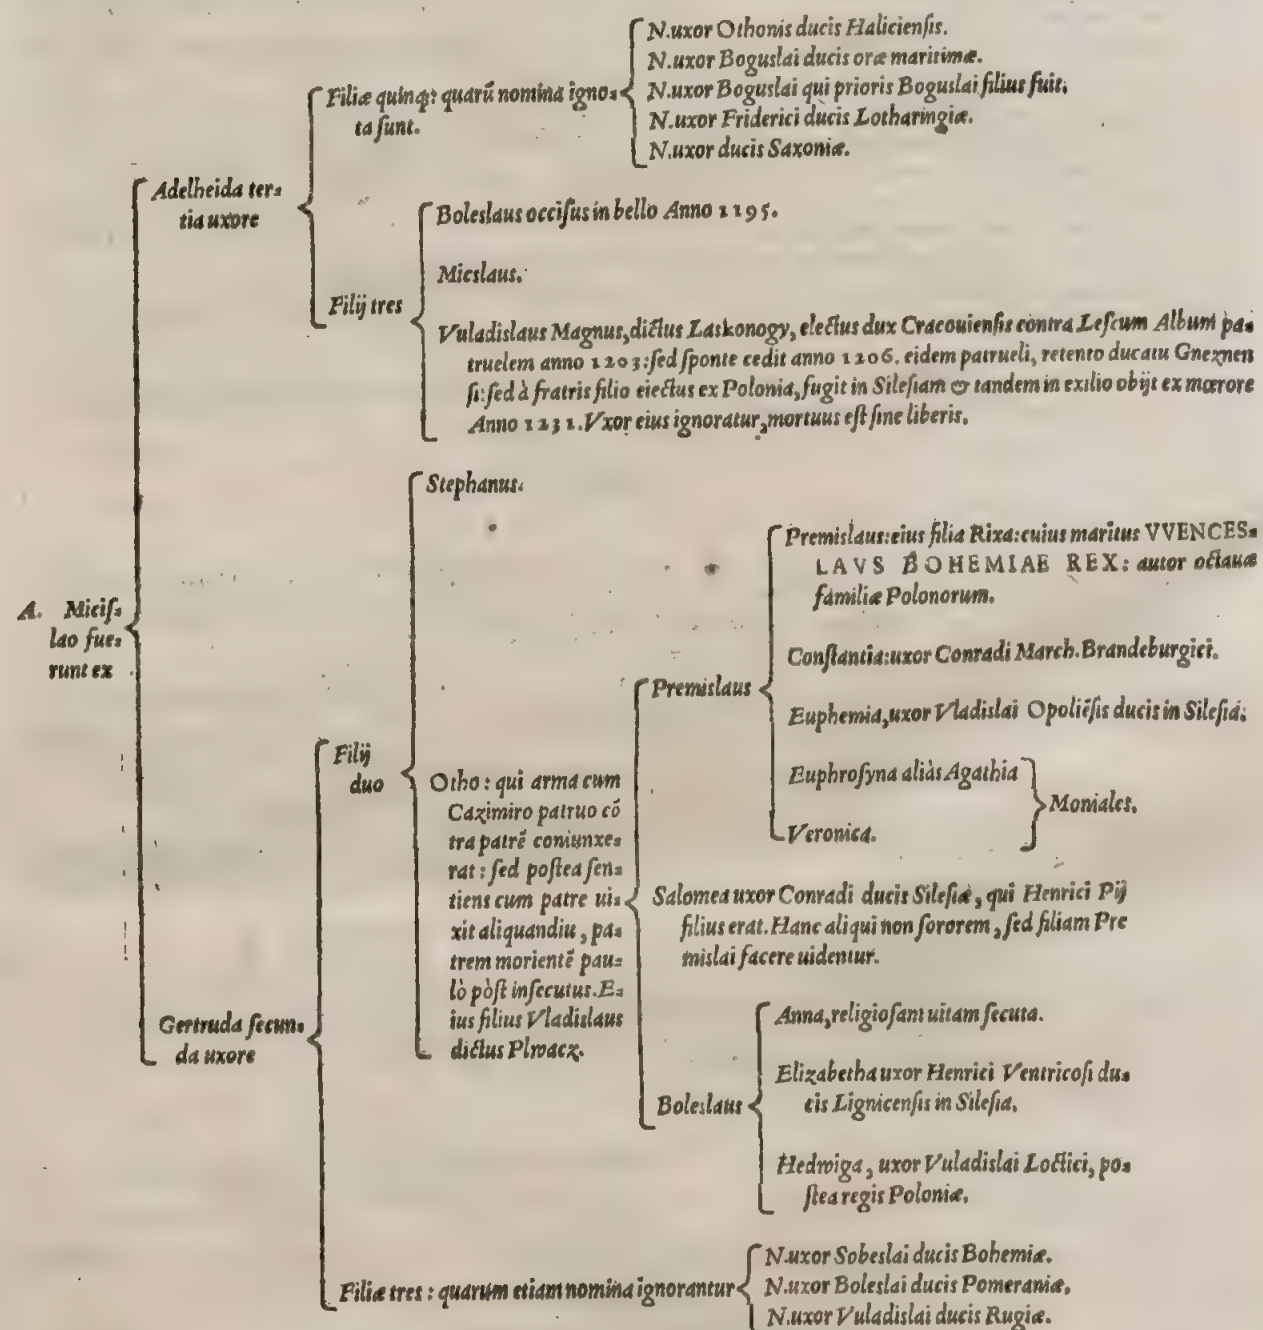 A. Miciſ⸗
lao fue⸗
runt ex
Adelheida ter⸗
tia uxore
Filiæ quinq; quarū nomina igno⸗
ta ſunt.
N.uxor Othonis ducis Halicienſis.
N.uxor Boguslai ducis oræ maritimæ.
N.uxor Boguslai qui prioris Boguslai filius fuit.
N.uxor Friderici ducis Lotharingiæ.
N.uxor ducis Saxoniæ.
Filij tres
Boleslaus occiſus in bello Anno 1195.
Mieslaus.
Vuladislaus Magnus, dictus Laskonogy, electus dux Cracouienſis contra Leſcum Album pa⸗
truelem anno 1203: ſed ſponte cedit anno 1206. eidem patrueli, retento ducatu Gneznen
ſi: ſed à fratris filio eiectus ex Polonia, fugit in Sileſiam & tandem in exilio obijt ex mœrore
Anno 1231. Vxor eius ignoratur, mortuus eſt ſine liberis.
Gertruda ſecun⸗
da uxore
Filij
duo
Stephanus.
Otho: qui arma cum
Cazimiro patruo cō
tra patrē coniunxe⸗
rat: ſed poſtea ſen⸗
tiens cum patre ui⸗
xit aliquandiu, pa⸗
trem morientē pau⸗
lò pòſt inſecutus. E⸗
ius filius Vladislaus
dictus Plwacz.
Premislaus
Premislaus: eius filia Rixa: cuius maritus VVENCES⸗
LAVS BOHEMIAE REX: autor octauæ
familiæ Polonorum.
Conſtantia: uxor Conradi March. Brandeburgici.
Euphemia, uxor Vladislai Opoliēſis ducis in Sileſia.
Euphroſyna aliàs Agathia
Veronica.
Moniales.
Salomea uxor Conradi ducis Sileſiæ, qui Henrici Pij
filius erat. Hanc aliqui non ſororem, ſed filiam Pre
mislai facere uidentur.
Boleslaus
Anna, religioſam uitam ſecuta.
Elizabetha uxor Henrici Ventricoſi du⸗
cis Lignicenſis in Sileſia.
Hedwiga, uxor Vuladislai Loctici, po⸗
ſtea regis Poloniæ.
Filiæ tres: quarum etiam nomina ignorantur
N.uxor Sobeslai ducis Bohemiæ.
N.uxor Boleslai ducis Pomeraniæ.
N.uxor Vuladislai ducis Rugiæ.